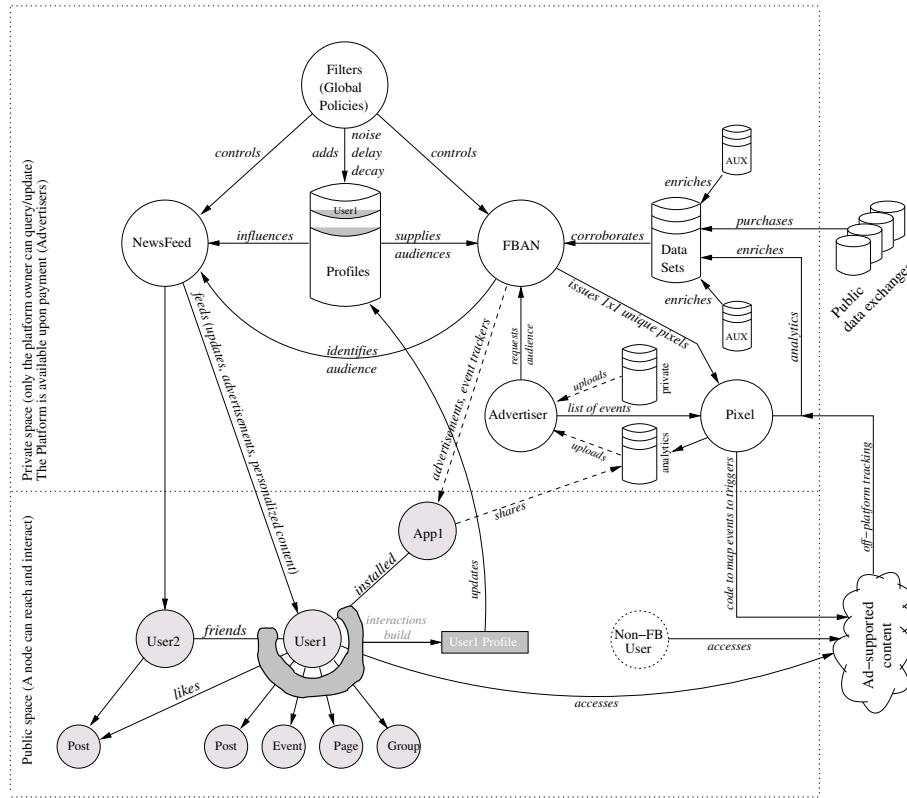 Filters
(Global
Policies)
controls
adds
noise
delay
decay
controls
AUX
enriches
User1
NewsFeed
influences
Profiles
supplies
audiences
FBAN
corroborates
Data
Sets
purchases
enriches
enriches
AUX
Public
data exchanges
analytics
Private space (only the platform owner can query/update)
The Platform is available upon payment (Advertisers)
identifies
audience
feeds (updates, advertisements, personalized content)
advertisements, event trackers
requests
audience
issues 1x1 unique pixels
uploads
private
Advertiser
list of events
Pixel
uploads
analytics
shares
App1
installed
updates
code to map events to triggers
off−platform tracking
Public space (A node can reach and interact)
User2
friends
User1
interactions
build
User1 Profile
Non−FB
User
accesses
Ad−supported
content
accesses
likes
Post
Post
Event
Page
Group